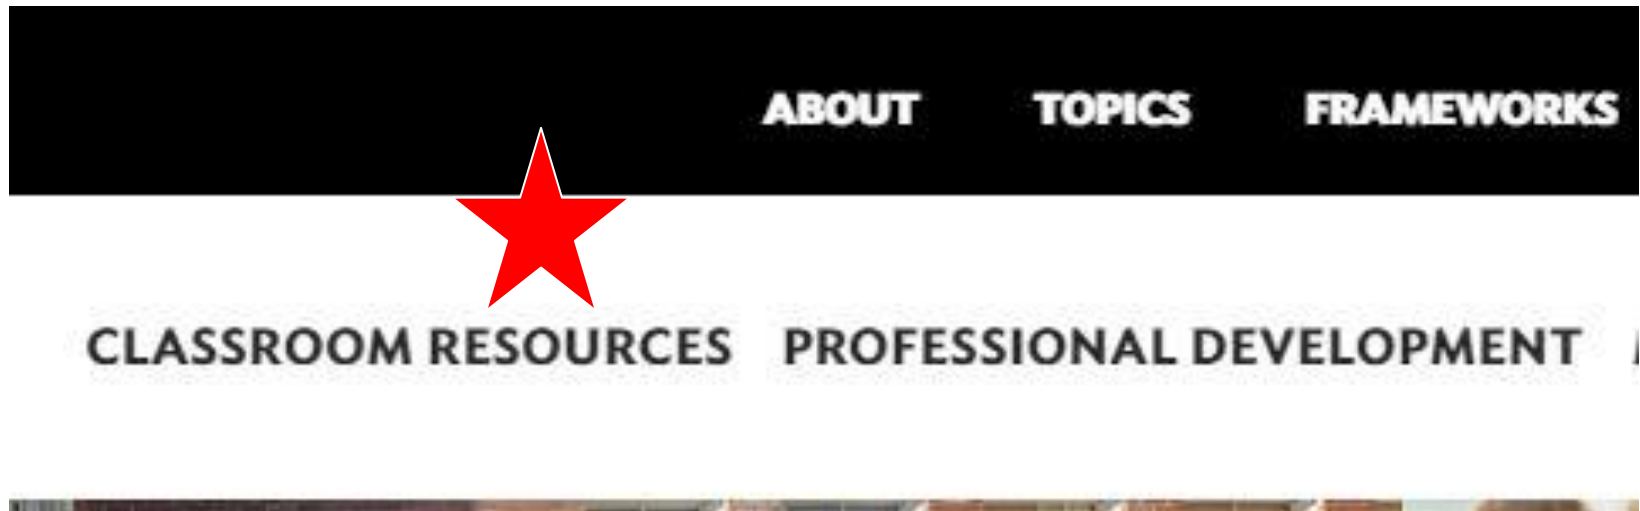 ABOUT TOPICS FRAMEWORKS
CLASSROOM RESOURCES PROFESSIONAL DEVELOPMENT